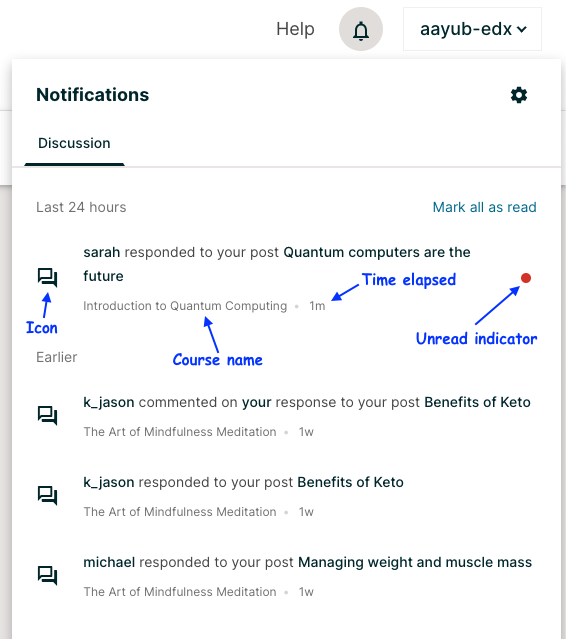 Help
aayub-edx
Notifications
Discussion
Last 24 hours Mark all as read
sarah responded to your post Quantum computers are the
future
Time elapsed
Introduction to Quantum Computing • 1m
Icon
Unread indicator
Course name
Earlier
k_jason commented on your response to your post Benefits of Keto
The Art of Mindfulness Meditation • 1w
k_jason responded to your post Benefits of Keto
The Art of Mindfulness Meditation • 1w
michael responded to your post Managing weight and muscle mass
The Art of Mindfulness Meditation • 1w